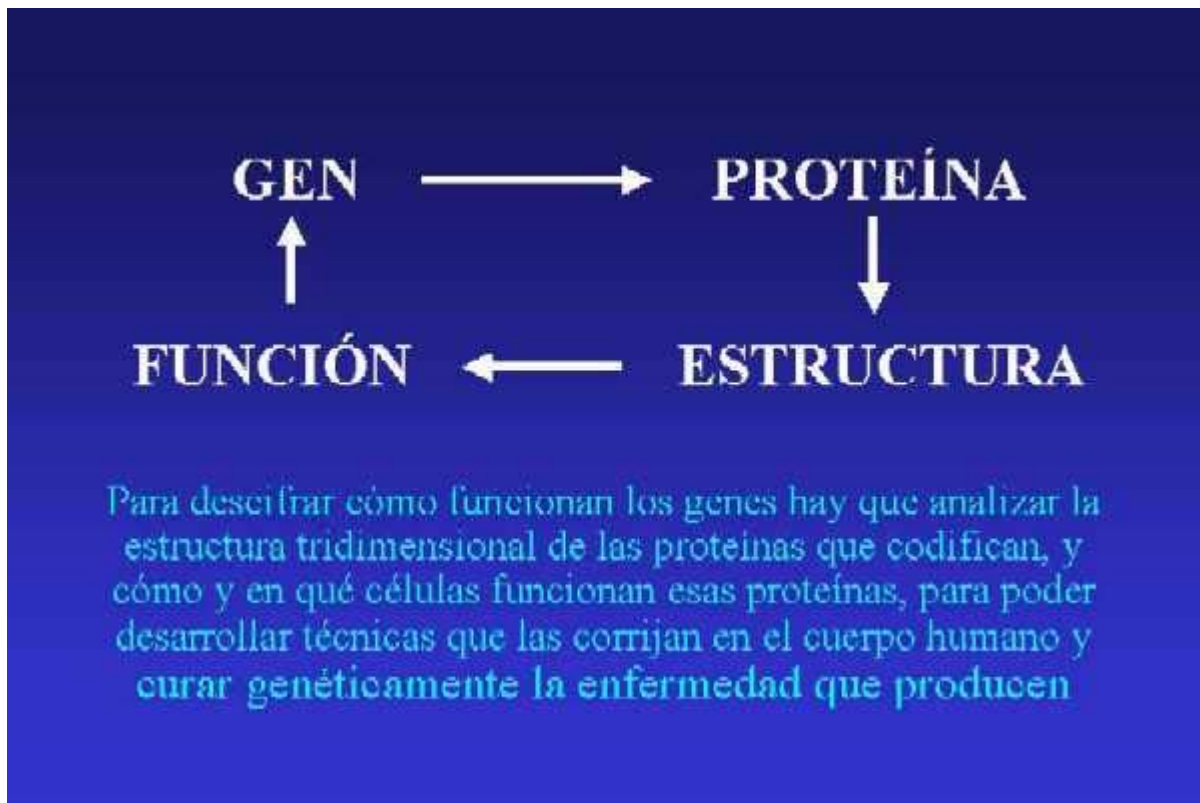 GEN PROTEÍNA
FUNCIÓN ESTRUCTURA
Para descifrar cómo funcionan los genes hay que analizar la
estructura tridimensional de las proteínas que codifican, y
cómo y en qué células funcionan esas proteínas, para poder
desarrollar técnicas que las corrijan en el cuerpo humano y
curar genéticamente la enfermedad que producen